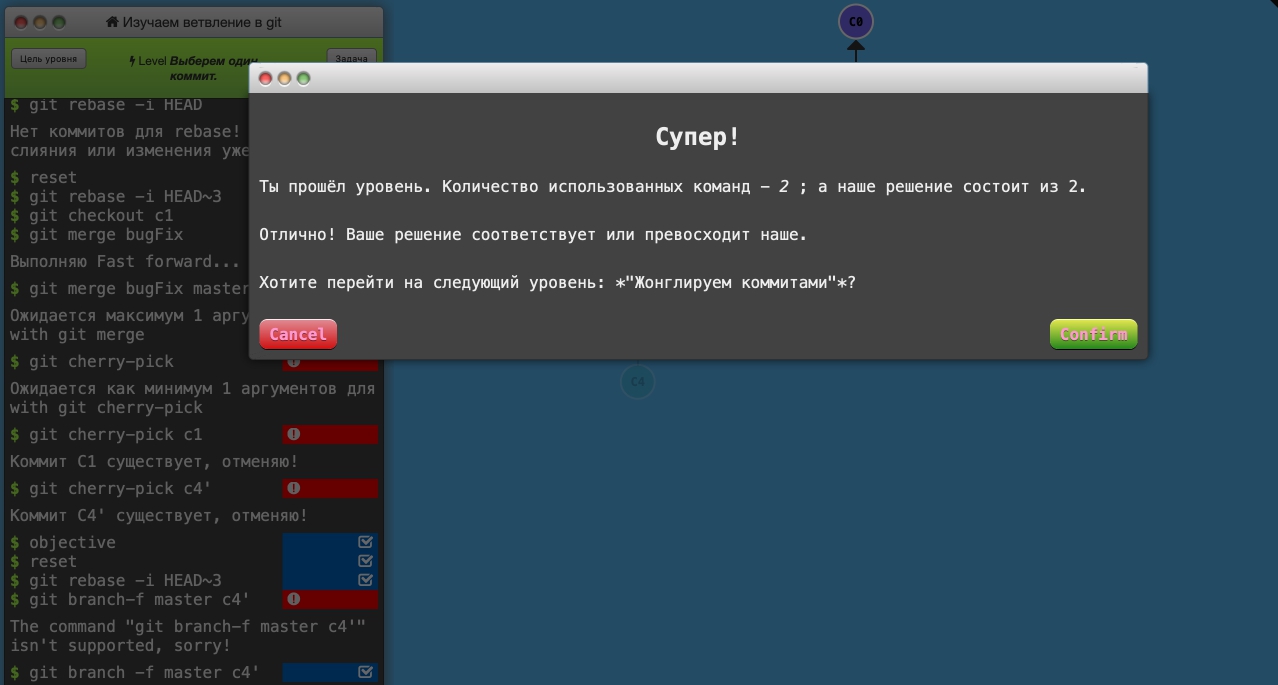 Изучаем ветвление в git
Цель уровня
Level Выберем один
коммит.
Задача
C0
$ git rebase -i HEAD
Нет коммитов для rebase!
слияния или изменения уже
$ reset
$ git rebase -i HEAD~3
$ git checkout c1
$ git merge bugFix
Выполняю Fast forward...
$ git merge bugFix master
Ожидается максимум 1 аргу
with git merge
$ git cherry-pick
Ожидается как минимум 1 аргументов для
with git cherry-pick
$ git cherry-pick c1
Коммит C1 существует, отменяю!
$ git cherry-pick c4'
Коммит C4' существует, отменяю!
$ objective
$ reset
$ git rebase -i HEAD~3
$ git branch-f master c4'
The command "git branch-f master c4'"
isn't supported, sorry!
$ git branch -f master c4'
Супер!
Ты прошёл уровень. Количество использованных команд - 2 ; а наше решение состоит из 2.
Отлично! Ваше решение соответствует или превосходит наше.
Хотите перейти на следующий уровень: *"Жонглируем коммитами"*?
Cancel
Confirm
C4